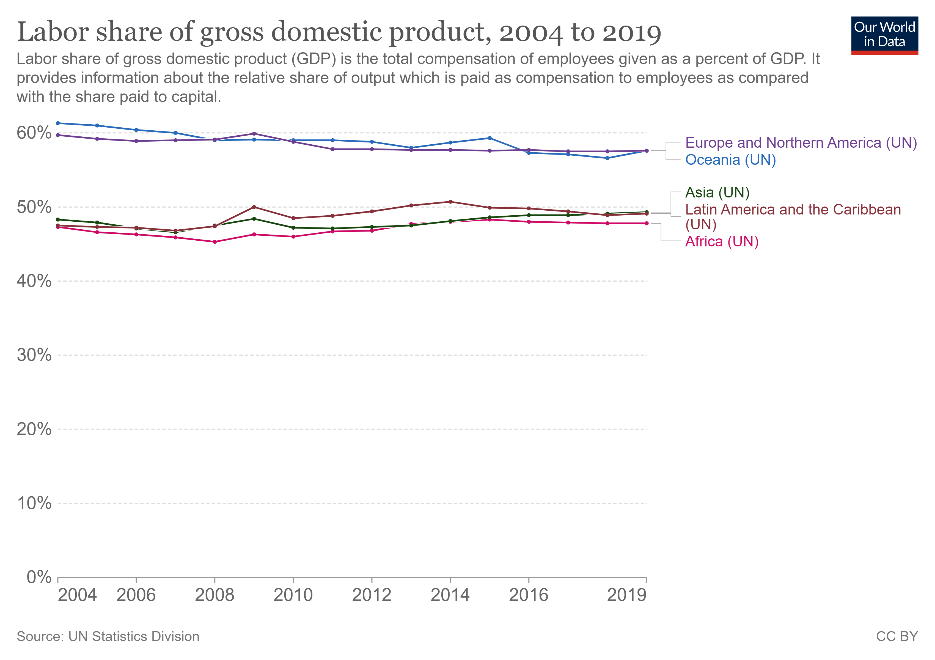 Labor share of gross domestic product, 2004 to 2019
Our World
in Data
Labor share of gross domestic product (GDP) is the total compensation of employees given as a percent of GDP. It
provides information about the relative share of output which is paid as compensation to employees as compared
with the share paid to capital.
60%
50%
40%
30%
20%
10%
0%
2004 2006 2008 2010 2012 2014 2016 2019
Europe and Northern America (UN)
Oceania (UN)
Asia (UN)
Latin America and the Caribbean
(UN)
Africa (UN)
Source: UN Statistics Division
CC BY